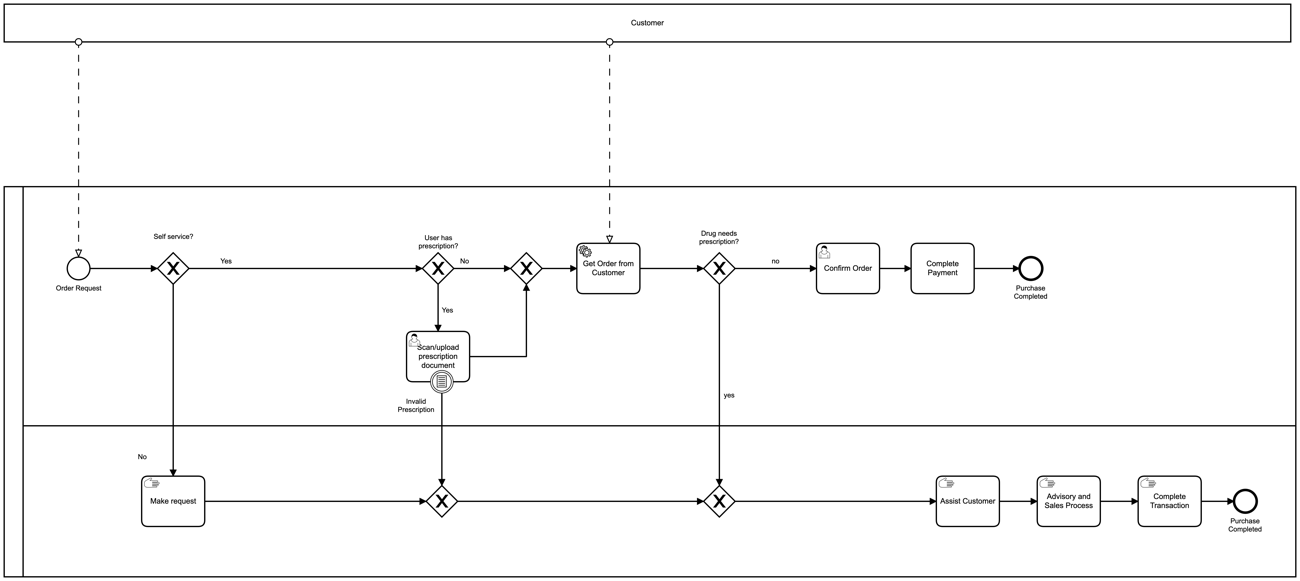 Customer
Self service?
User has
prescription?
Drug needs
prescription?
Yes
No
no
Order Request
Get Order from
Customer
Confirm Order
Complete
Payment
Purchase
Completed
Yes
Scan/upload
prescription
document
Invalid
Prescription
yes
No
Make request
Assist Customer
Advisory and
Sales Process
Complete
Transaction
Purchase
Completed